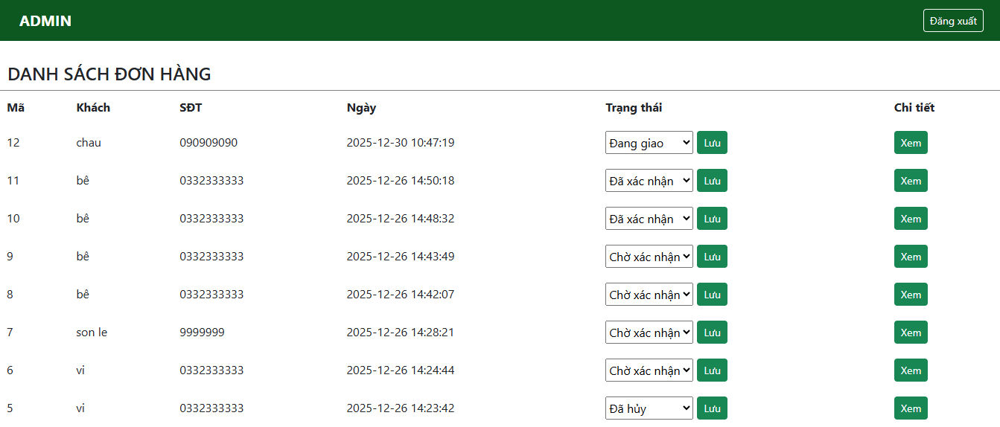 ADMIN Đăng xuất
DANH SÁCH ĐƠN HÀNG
Mã Khách SĐT Ngày Trạng thái Chi tiết
12 chau 090909090 2025-12-30 10:47:19 Đang giao Lưu Xem
11 bê 0332333333 2025-12-26 14:50:18 Đã xác nhận Lưu Xem
10 bê 0332333333 2025-12-26 14:48:32 Đã xác nhận Lưu Xem
9 bê 0332333333 2025-12-26 14:43:49 Chờ xác nhận Lưu Xem
8 bê 0332333333 2025-12-26 14:42:07 Chờ xác nhận Lưu Xem
7 son le 9999999 2025-12-26 14:28:21 Chờ xác nhận Lưu Xem
6 vi 0332333333 2025-12-26 14:24:44 Chờ xác nhận Lưu Xem
5 vi 0332333333 2025-12-26 14:23:42 Đã hủy Lưu Xem